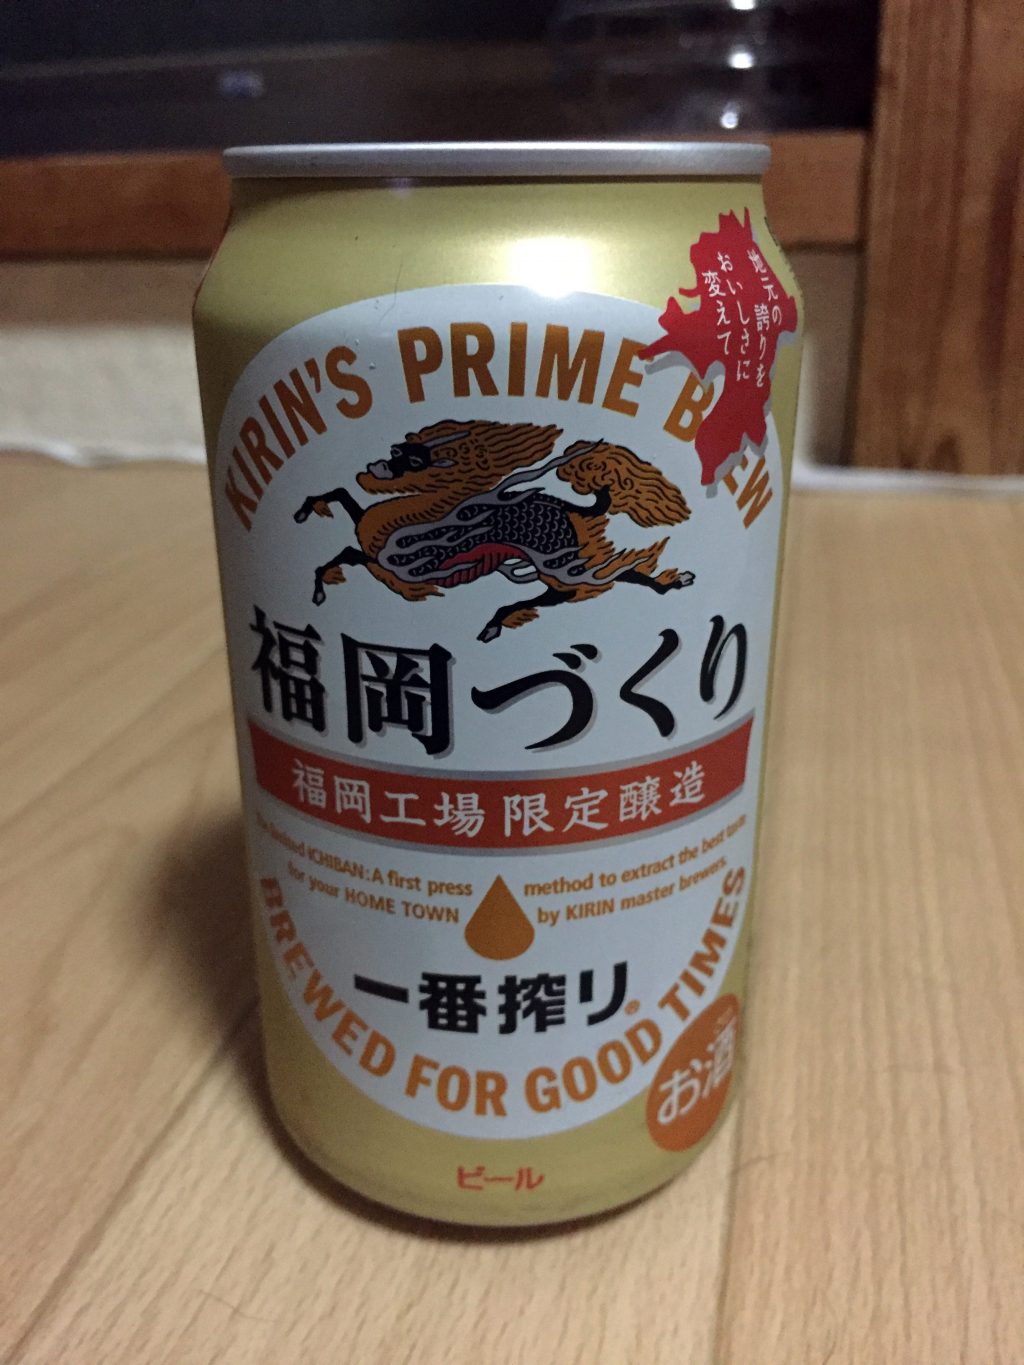 KIRIN'S PRIME BREW
地元の
誇りを
おいしさに
変えて
福岡づくり
福岡工場限定醸造
limited ICHIBAN: A first press method to extract the best taste
for your HOME TOWN by KIRIN master brewers.
一番搾り®
BREWED FOR GOOD TIMES
お酒
ビール